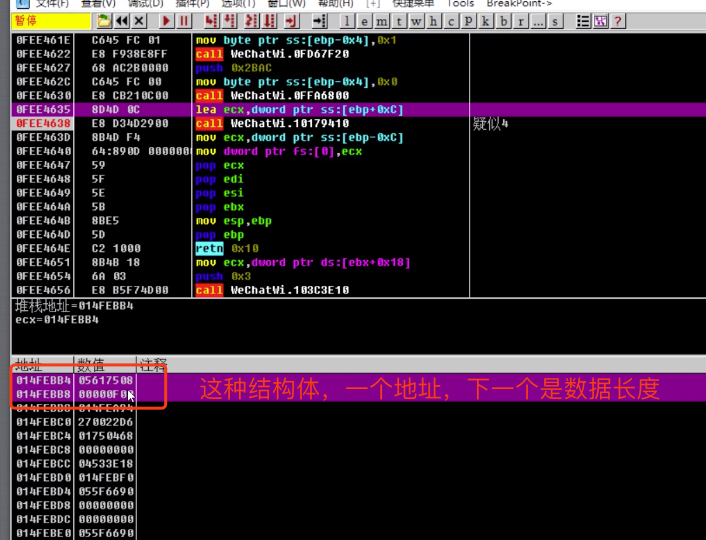 文件(F) 查看(V) 调试(D) 插件(P) 选项(T) 窗口(W) 帮助(H) [+] 快捷菜单 Tools BreakPoint->
暂停 l e m t w h c p k b r ... s ?
0FEE461E C645 FC 01 mov byte ptr ss:[ebp-0x4],0x1
0FEE4622 E8 F938E8FF call WeChatWi.0FD67F20
0FEE4627 68 AC2B0000 push 0x2BAC
0FEE462C C645 FC 00 mov byte ptr ss:[ebp-0x4],0x0
0FEE4630 E8 CB210C00 call WeChatWi.0FFA6800
0FEE4635 8D4D 0C lea ecx,dword ptr ss:[ebp+0xC]
0FEE4638 E8 D34D2900 call WeChatWi.10179410 疑似4
0FEE463D 8B4D F4 mov ecx,dword ptr ss:[ebp-0xC]
0FEE4640 64:890D 000000 mov dword ptr fs:[0],ecx
0FEE4647 59 pop ecx
0FEE4648 5F pop edi
0FEE4649 5E pop esi
0FEE464A 5B pop ebx
0FEE464B 8BE5 mov esp,ebp
0FEE464D 5D pop ebp
0FEE464E C2 1000 retn 0x10
0FEE4651 8B4B 18 mov ecx,dword ptr ds:[ebx+0x18]
0FEE4654 6A 03 push 0x3
0FEE4656 E8 B5F74D00 call WeChatWi.103C3E10
堆栈地址=014FEBB4
ecx=014FEBB4
地址 数值 注释
014FEBB4 05617508
014FEBB8 00000F0
这种结构体，一个地址，下一个是数据长度
014FEBC0 270022D6
014FEBC4 01750468
014FEBC8 00000000
014FEBCC 04533E18
014FEBD0 014FEBF0
014FEBD4 055F6690
014FEBD8 00000000
014FEBDC 00000000
014FEBE0 055F6690